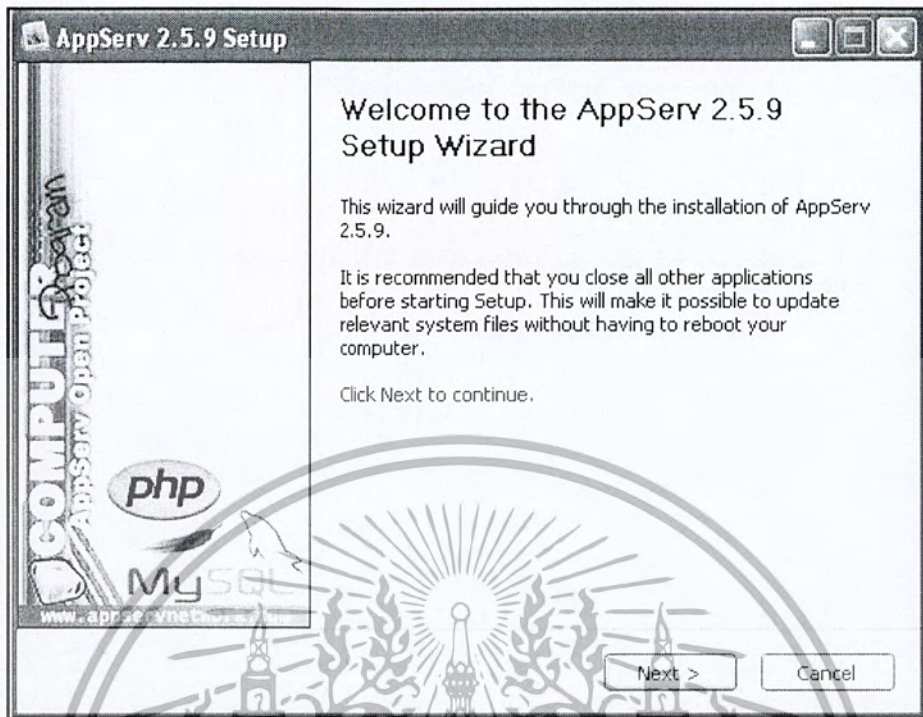 AppServ 2.5.9 Setup
Welcome to the AppServ 2.5.9
Setup Wizard
This wizard will guide you through the installation of AppServ
2.5.9.
It is recommended that you close all other applications
before starting Setup. This will make it possible to update
relevant system files without having to reboot your
computer.
Click Next to continue.
COMPUTER
Program
AppServ Open Project
php
MySQL
Next >
Cancel